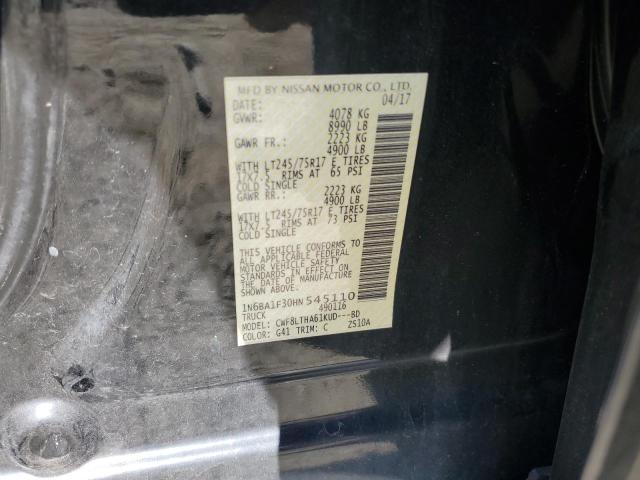 MFD BY NISSAN MOTOR CO., LTD.
DATE: 04/17
GVWR: 4078 KG
8990 LB
GAWR FR.: 2223 KG
4900 LB
WITH LT245/75R17 E TIRES
17X7.5 RIMS AT 65 PSI
COLD SINGLE
GAWR RR.: 2223 KG
4900 LB
WITH LT245/75R17 E TIRES
17X7.5 RIMS AT 73 PSI
COLD SINGLE
THIS VEHICLE CONFORMS TO
ALL APPLICABLE FEDERAL
MOTOR VEHICLE SAFETY
STANDARDS IN EFFECT ON
THE DATE OF MANUFACTURE
SHOWN ABOVE.
1N6BA1F30HN545110
TRUCK 490116
MODEL: CWF8LTHA61KUD---BD
COLOR: G41 TRIM: C ZS10A